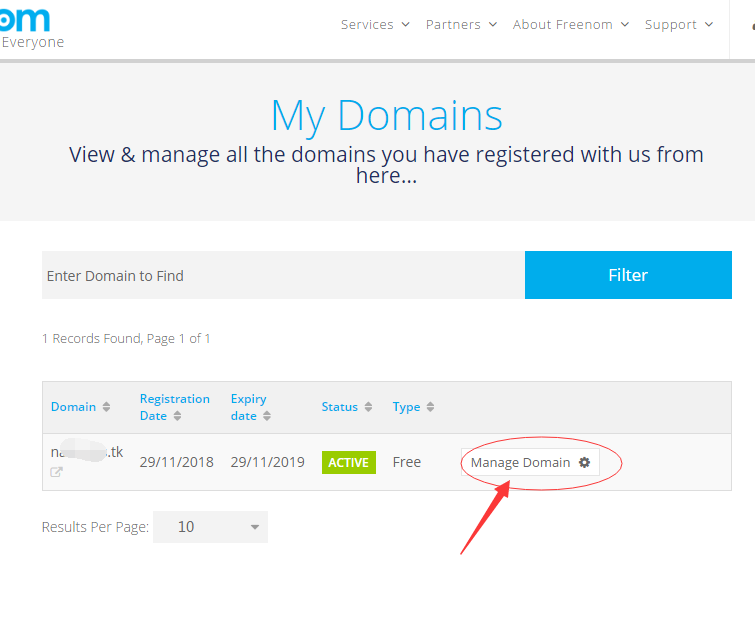 om
Everyone
Services Partners About Freenom Support
My Domains
View & manage all the domains you have registered with us from
here...
Enter Domain to Find
Filter
1 Records Found, Page 1 of 1
Domain Registration Date Expiry date Status Type
na s.tk 29/11/2018 29/11/2019 ACTIVE Free Manage Domain
Results Per Page: 10